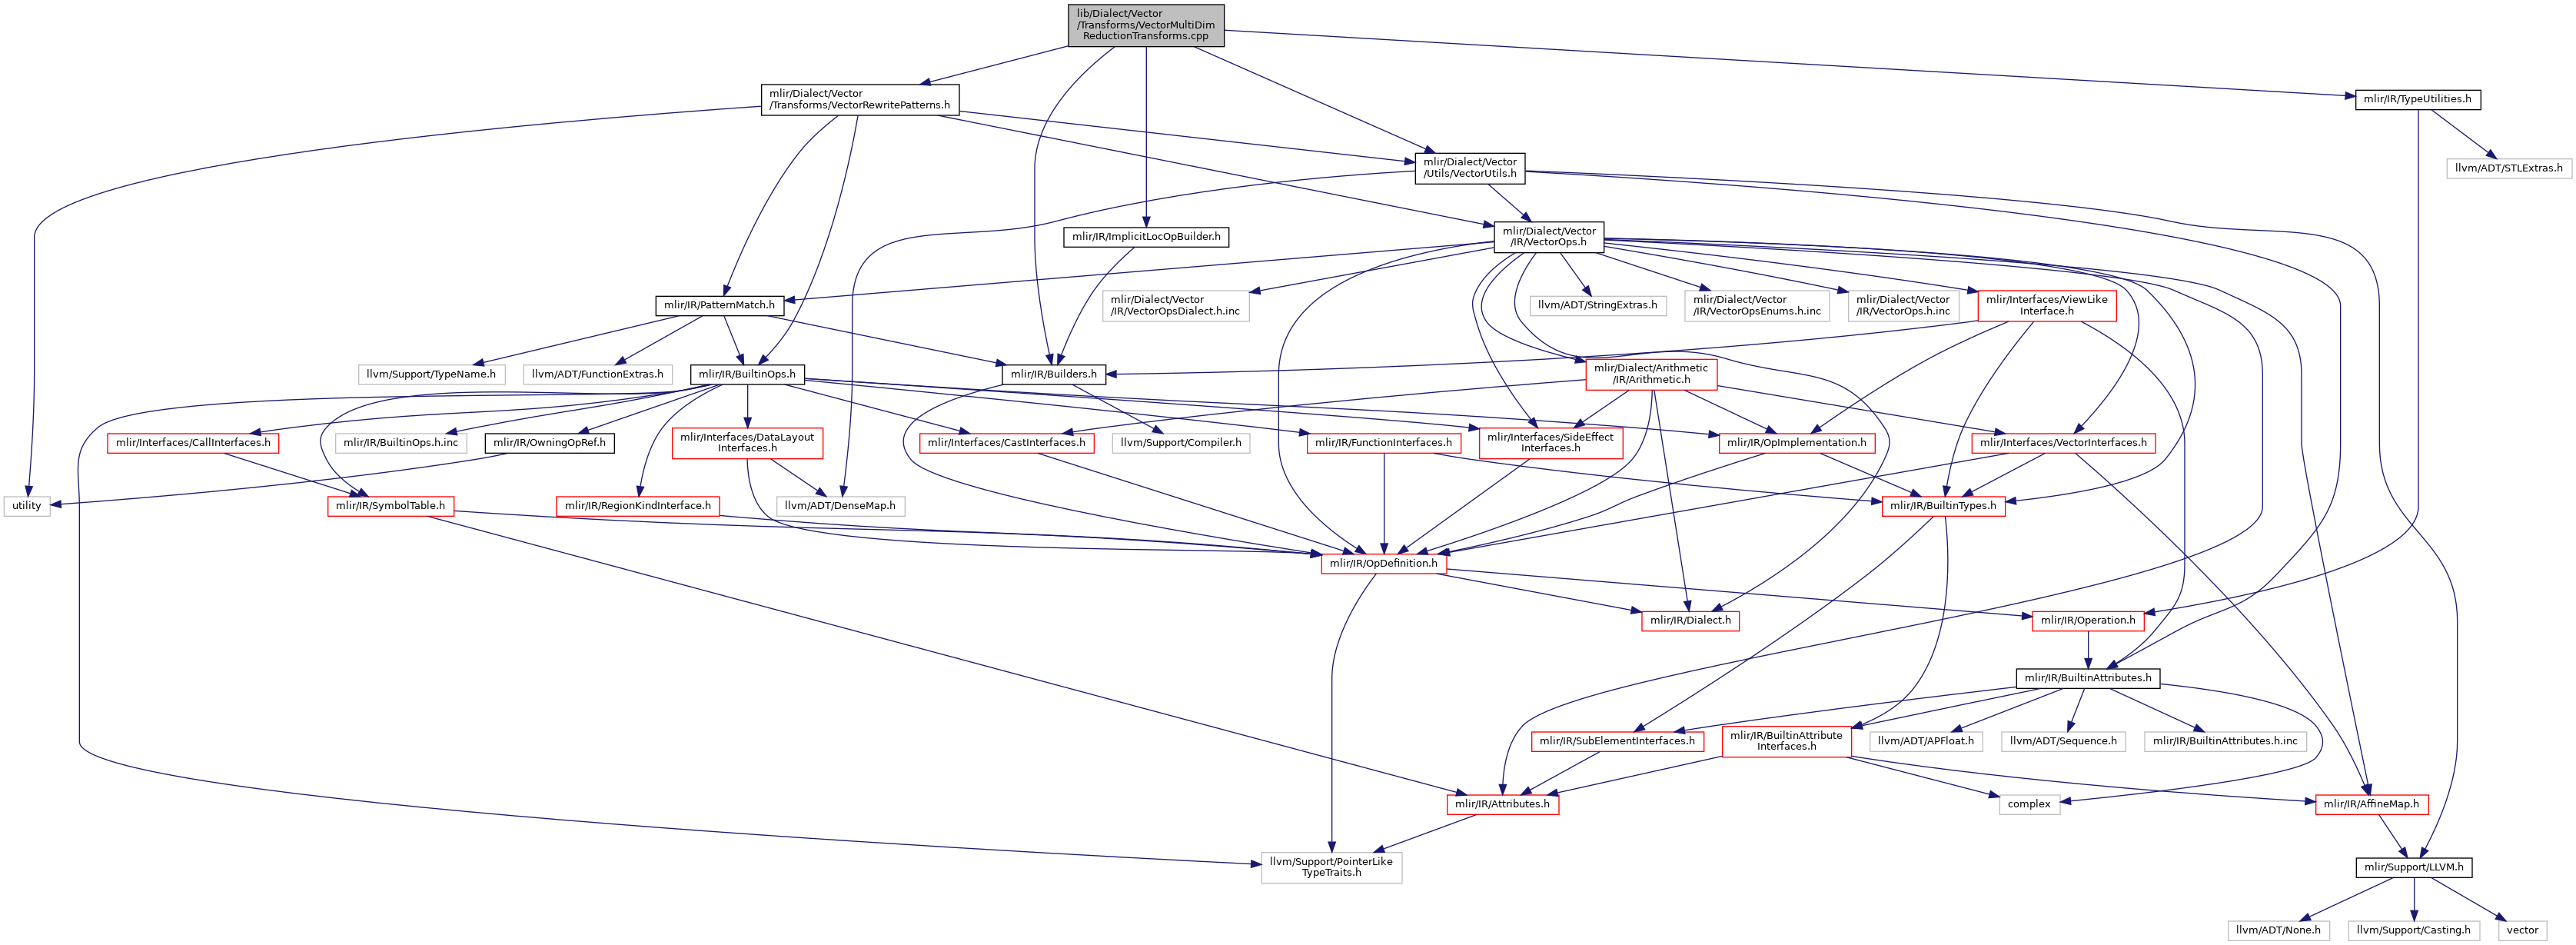 lib/Dialect/Vector
/Transforms/VectorMultiDim
ReductionTransforms.cpp
mlir/Dialect/Vector
/Transforms/VectorRewritePatterns.h
mlir/IR/TypeUtilities.h
mlir/Dialect/Vector
/Utils/VectorUtils.h
llvm/ADT/STLExtras.h
mlir/IR/ImplicitLocOpBuilder.h
mlir/Dialect/Vector
/IR/VectorOps.h
mlir/IR/PatternMatch.h
mlir/Dialect/Vector
/IR/VectorOpsDialect.h.inc
llvm/ADT/StringExtras.h
mlir/Dialect/Vector
/IR/VectorOpsEnums.h.inc
mlir/Dialect/Vector
/IR/VectorOps.h.inc
mlir/Interfaces/ViewLike
Interface.h
llvm/Support/TypeName.h
llvm/ADT/FunctionExtras.h
mlir/IR/BuiltinOps.h
mlir/IR/Builders.h
mlir/Dialect/Arithmetic
/IR/Arithmetic.h
mlir/Interfaces/CallInterfaces.h
mlir/IR/BuiltinOps.h.inc
mlir/IR/OwningOpRef.h
mlir/Interfaces/DataLayout
Interfaces.h
mlir/Interfaces/CastInterfaces.h
llvm/Support/Compiler.h
mlir/IR/FunctionInterfaces.h
mlir/Interfaces/SideEffect
Interfaces.h
mlir/IR/OpImplementation.h
mlir/Interfaces/VectorInterfaces.h
utility
mlir/IR/SymbolTable.h
mlir/IR/RegionKindInterface.h
llvm/ADT/DenseMap.h
mlir/IR/BuiltinTypes.h
mlir/IR/OpDefinition.h
mlir/IR/Dialect.h
mlir/IR/Operation.h
mlir/IR/BuiltinAttributes.h
mlir/IR/SubElementInterfaces.h
mlir/IR/BuiltinAttribute
Interfaces.h
llvm/ADT/APFloat.h
llvm/ADT/Sequence.h
mlir/IR/BuiltinAttributes.h.inc
mlir/IR/Attributes.h
complex
mlir/IR/AffineMap.h
llvm/Support/PointerLike
TypeTraits.h
mlir/Support/LLVM.h
llvm/ADT/None.h
llvm/Support/Casting.h
vector